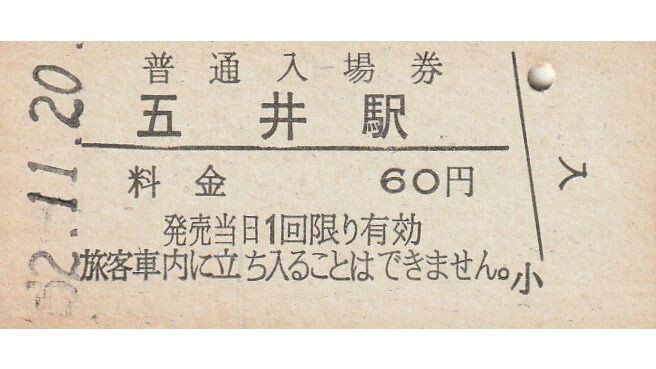 普通入場券
五井駅
料金 60円
発売当日1回限り有効
旅客車内に立ち入ることはできません。
小
入
52.11.20